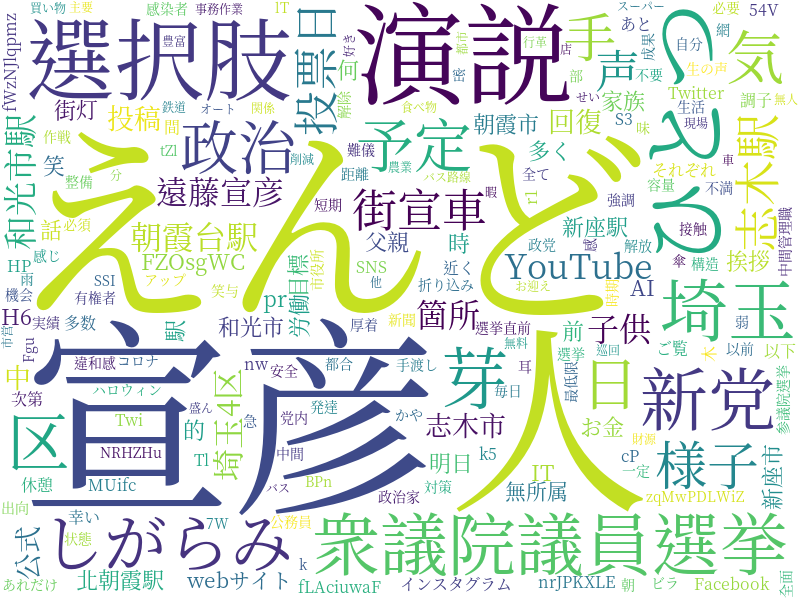 買い物 主要
感染者 事務作業
IT
選択肢
豊富
fWzNJlqpmz
街灯
投稿
鉄道
オート
間
作戦
tZl
関係
投票日
何
好き
解除
演説
スーパー
店
行革
都市
密
網
あと
成果
手
声
部
不要
必要
54V
自分
生の声
Twitter
生活
現場
気
調子
無人
和光市駅
笑
政治
削減
難儀
予定
家族
朝霞市
回復
S3
せい
味
車
ひとつ
整備
分
遠藤宣彦
距離
農業
食べ物
バス路線
多く
r1
全て
強調
暇
それぞれ
容量
不満
志木駅
中間管理職
話
必須
朝霞台駅
短期
街宣車
新座駅
政党
感
解放
接触
傘
構造
挨拶
HP
感じ
FZOsgWC
市役所
父親
時
SNS
他
近く
折り込み
お迎え
YouTube
時期
AI
雨
SSI
アップ
機会
有権者
笑与
pr
労働目標
えんど
埼玉
H6
市営
実績
多数
Fgu
駅
和光市
厚着
新聞
箇所
選挙直前
無料
子供
前
選挙
巡回
弱
木
ご覧
以前
以下
違和感
コロナ
nw
安全
都合
手渡し
耳
毎日
最低限
中
次第
ハロウィン
埼玉4区
党内
発達
かや
芽
日
新党
参議院選挙
宣彦
人
区
Twi
的
盛ん
急
志木市
お金
財源
NRHZHu
中間
k5
IT
cP
一定
様子
新座市
休憩
MUifc
Tl
バス
BPn
政治家
明日
対策
無所属
zqMwPDLWiZ
出向
公式
幸い
状態
7W
公務員
しがらみ
衆議院議員選挙
あれだけ
北朝霞駅
webサイト
k
fLAciuwaF
インスタグラム
nrJPKXLE
朝
ビラ
Facebook
全面